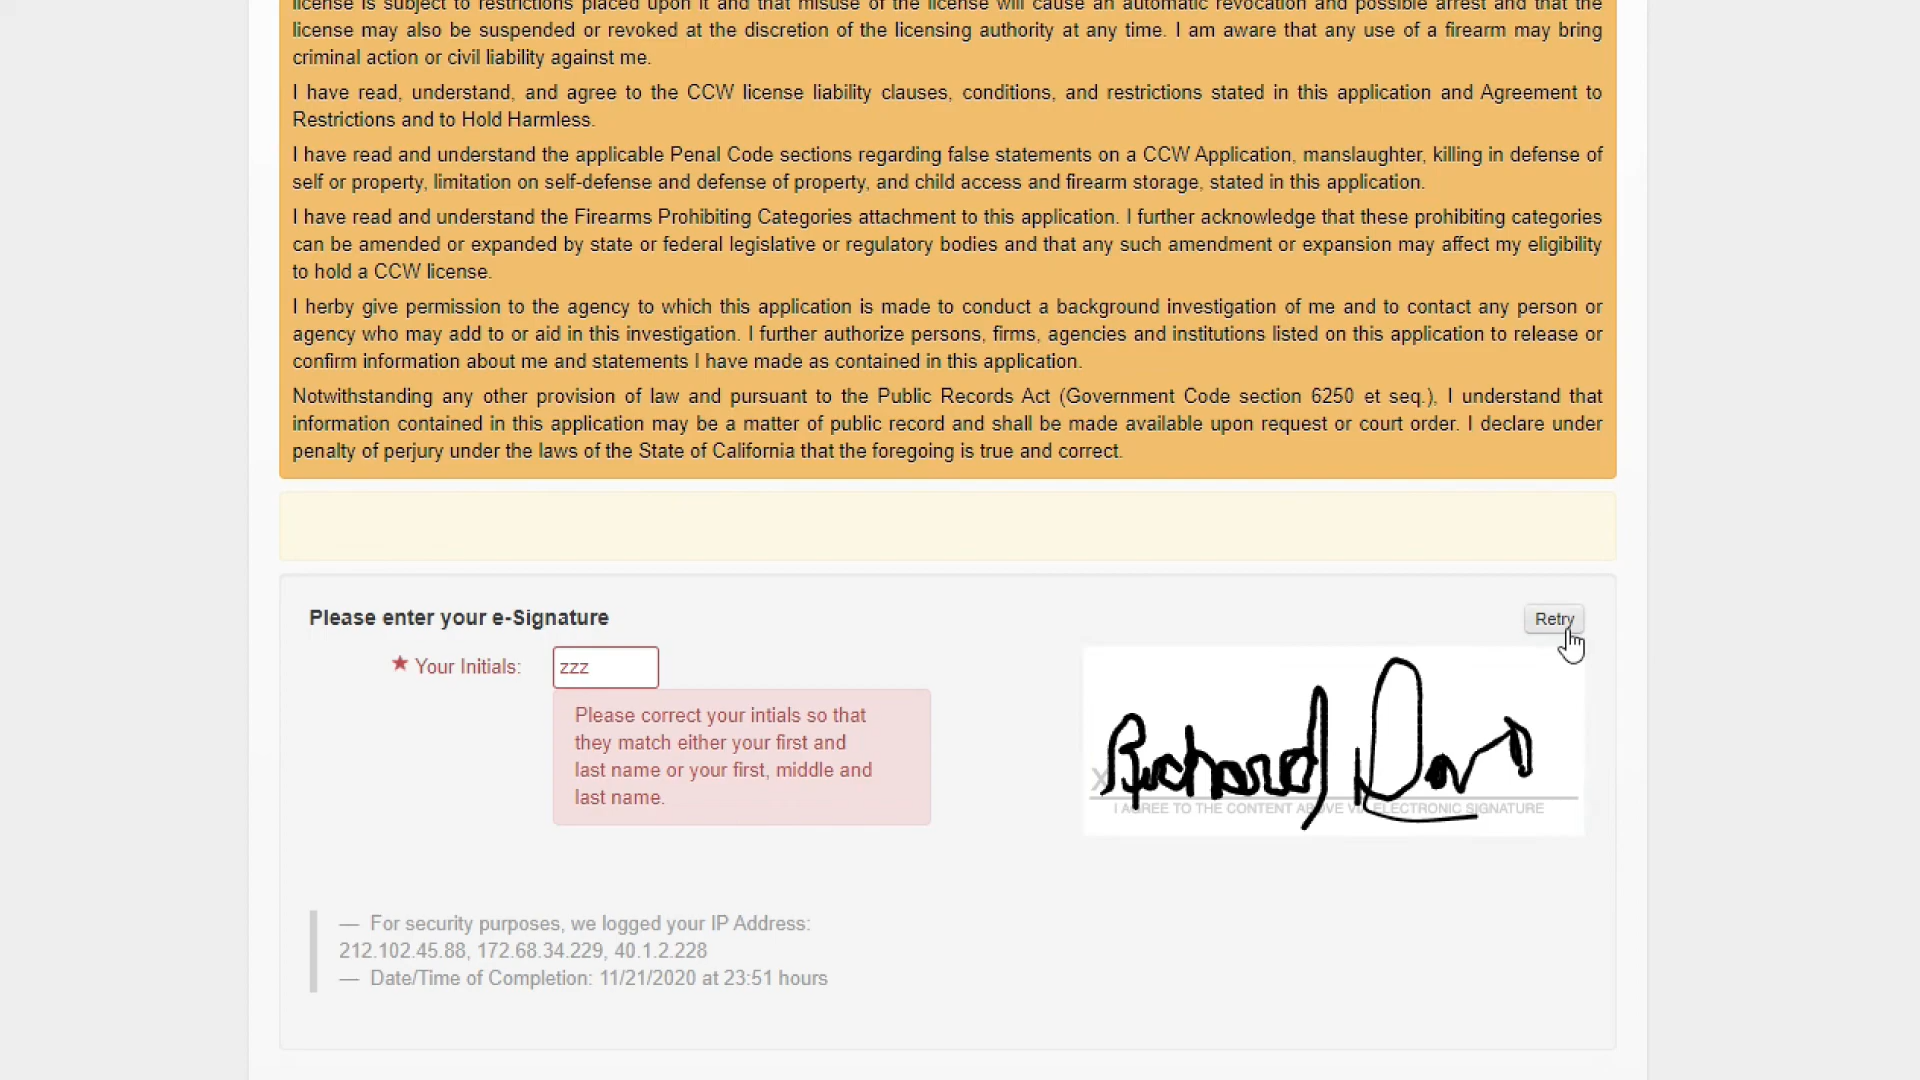 license is subject to restrictions placed upon it and that misuse of the license will cause an automatic revocation and possible arrest and that the
license may also be suspended or revoked at the discretion of the licensing authority at any time. I am aware that any use of a firearm may bring
criminal action or civil liability against me.
I have read, understand, and agree to the CCW license liability clauses, conditions, and restrictions stated in this application and Agreement to
Restrictions and to Hold Harmless.
I have read and understand the applicable Penal Code sections regarding false statements on a CCW Application, manslaughter, killing in defense of
self or property, limitation on self-defense and defense of property, and child access and firearm storage, stated in this application.
I have read and understand the Firearms Prohibiting Categories attachment to this application. I further acknowledge that these prohibiting categories
can be amended or expanded by state or federal legislative or regulatory bodies and that any such amendment or expansion may affect my eligibility
to hold a CCW license.
I herby give permission to the agency to which this application is made to conduct a background investigation of me and to contact any person or
agency who may add to or aid in this investigation. I further authorize persons, firms, agencies and institutions listed on this application to release or
confirm information about me and statements I have made as contained in this application.
Notwithstanding any other provision of law and pursuant to the Public Records Act (Government Code section 6250 et seq.), I understand that
information contained in this application may be a matter of public record and shall be made available upon request or court order. I declare under
penalty of perjury under the laws of the State of California that the foregoing is true and correct.
Please enter your e-Signature
Retry
★ Your Initials: zzz
Please correct your intials so that
they match either your first and
last name or your first, middle and
last name.
X Richard
I AGREE TO THE CONTENT ABOVE VIA ELECTRONIC SIGNATURE
— For security purposes, we logged your IP Address:
212.102.45.88, 172.68.34.229, 40.1.2.228
— Date/Time of Completion: 11/21/2020 at 23:51 hours